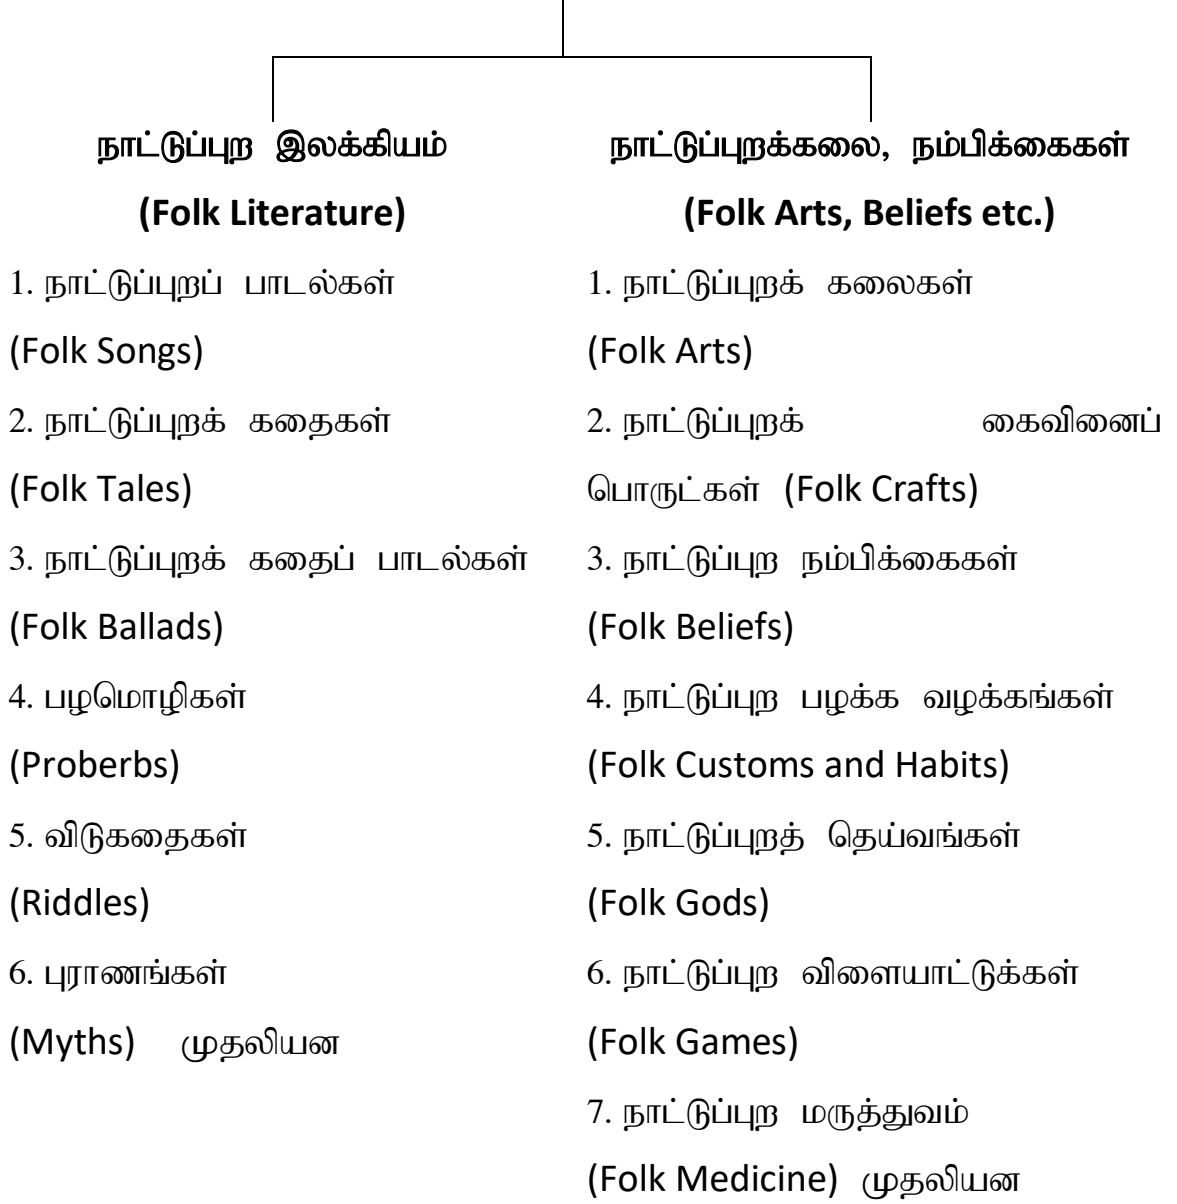 நாட்டுப்புற இலக்கியம்
(Folk Literature)
1. நாட்டுப்புறப் பாடல்கள்
(Folk Songs)
2. நாட்டுப்புறக் கதைகள்
(Folk Tales)
3. நாட்டுப்புறக் கதைப் பாடல்கள்
(Folk Ballads)
4. பழமொழிகள்
(Proberbs)
5. விடுகதைகள்
(Riddles)
6. புராணங்கள்
(Myths) முதலியன
நாட்டுப்புறக்கலை, நம்பிக்கைகள்
(Folk Arts, Beliefs etc.)
1. நாட்டுப்புறக் கலைகள்
(Folk Arts)
2. நாட்டுப்புறக் கைவினைப்
பொருட்கள் (Folk Crafts)
3. நாட்டுப்புற நம்பிக்கைகள்
(Folk Beliefs)
4. நாட்டுப்புற பழக்க வழக்கங்கள்
(Folk Customs and Habits)
5. நாட்டுப்புறத் தெய்வங்கள்
(Folk Gods)
6. நாட்டுப்புற விளையாட்டுக்கள்
(Folk Games)
7. நாட்டுப்புற மருத்துவம்
(Folk Medicine) முதலியன